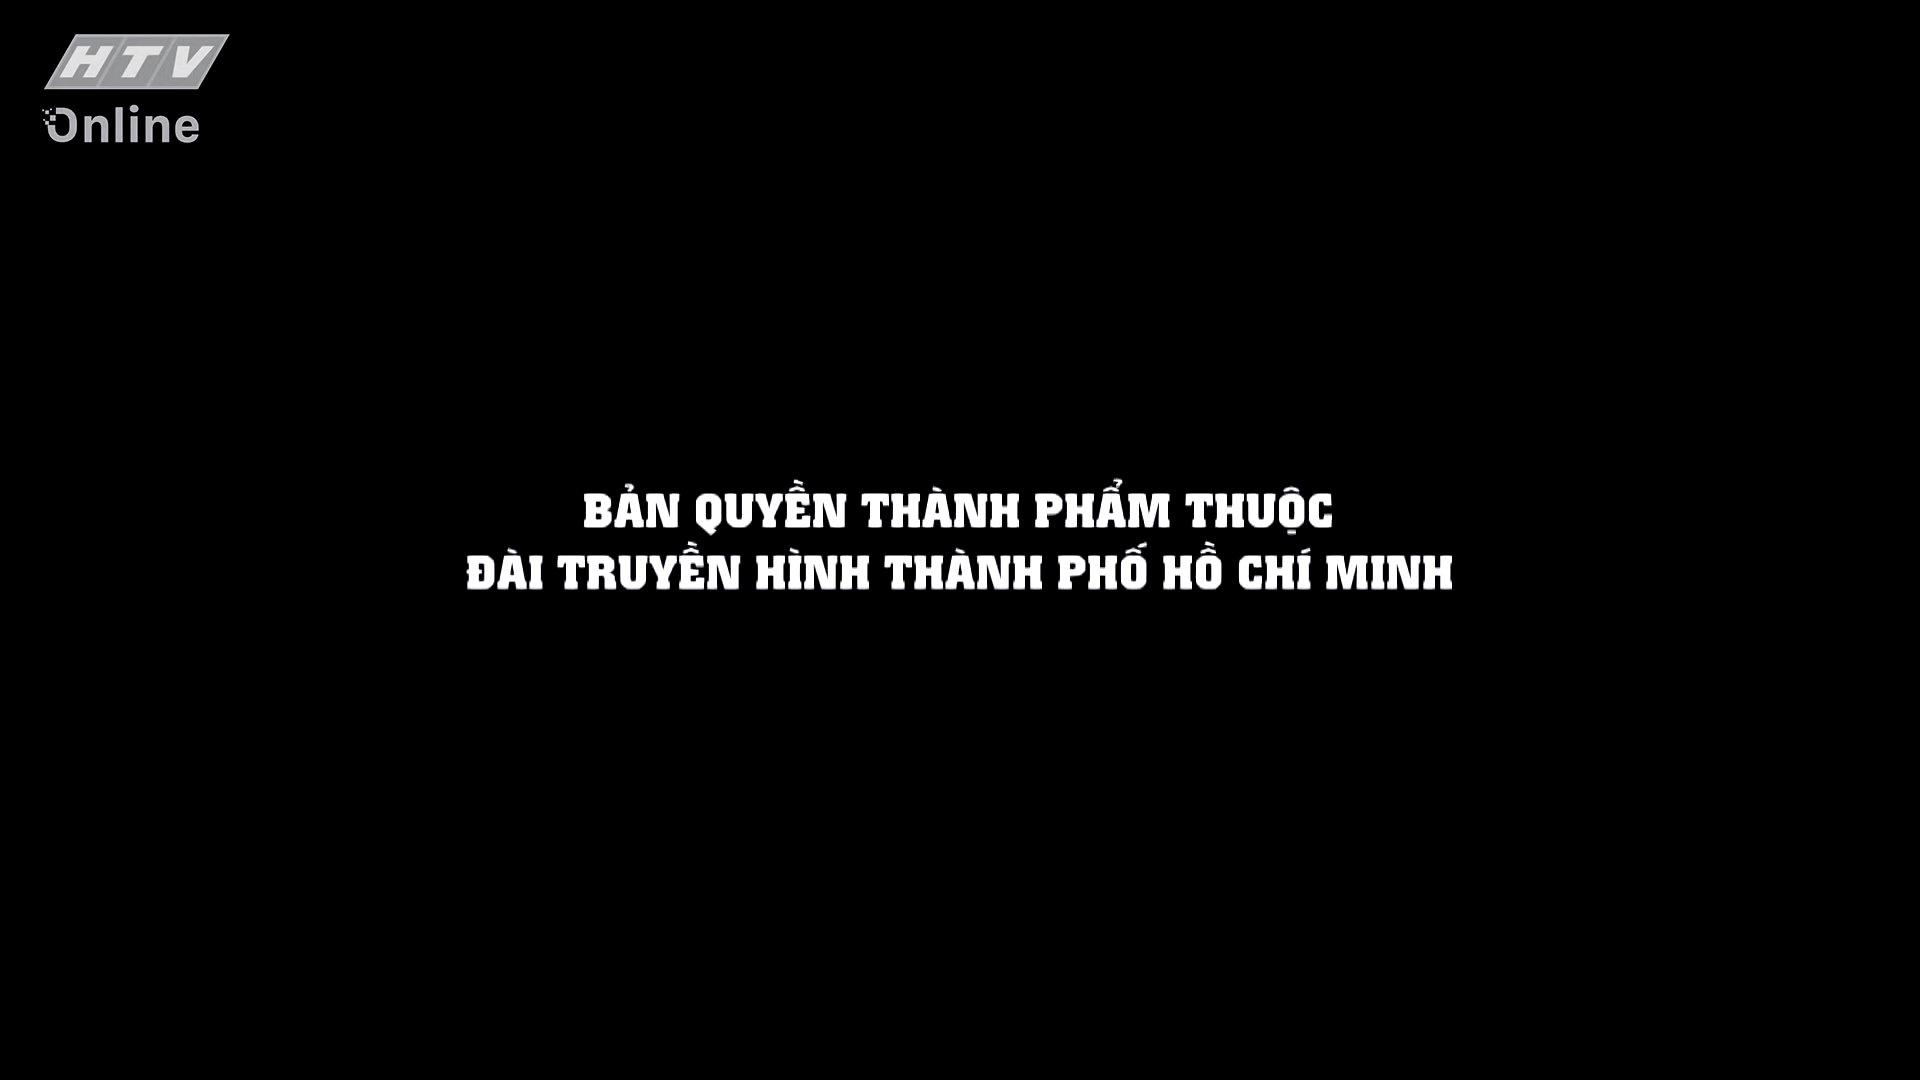 HTV
Online
BẢN QUYỀN THÀNH PHẨM THUỘC
ĐÀI TRUYỀN HÌNH THÀNH PHỐ HỒ CHÍ MINH